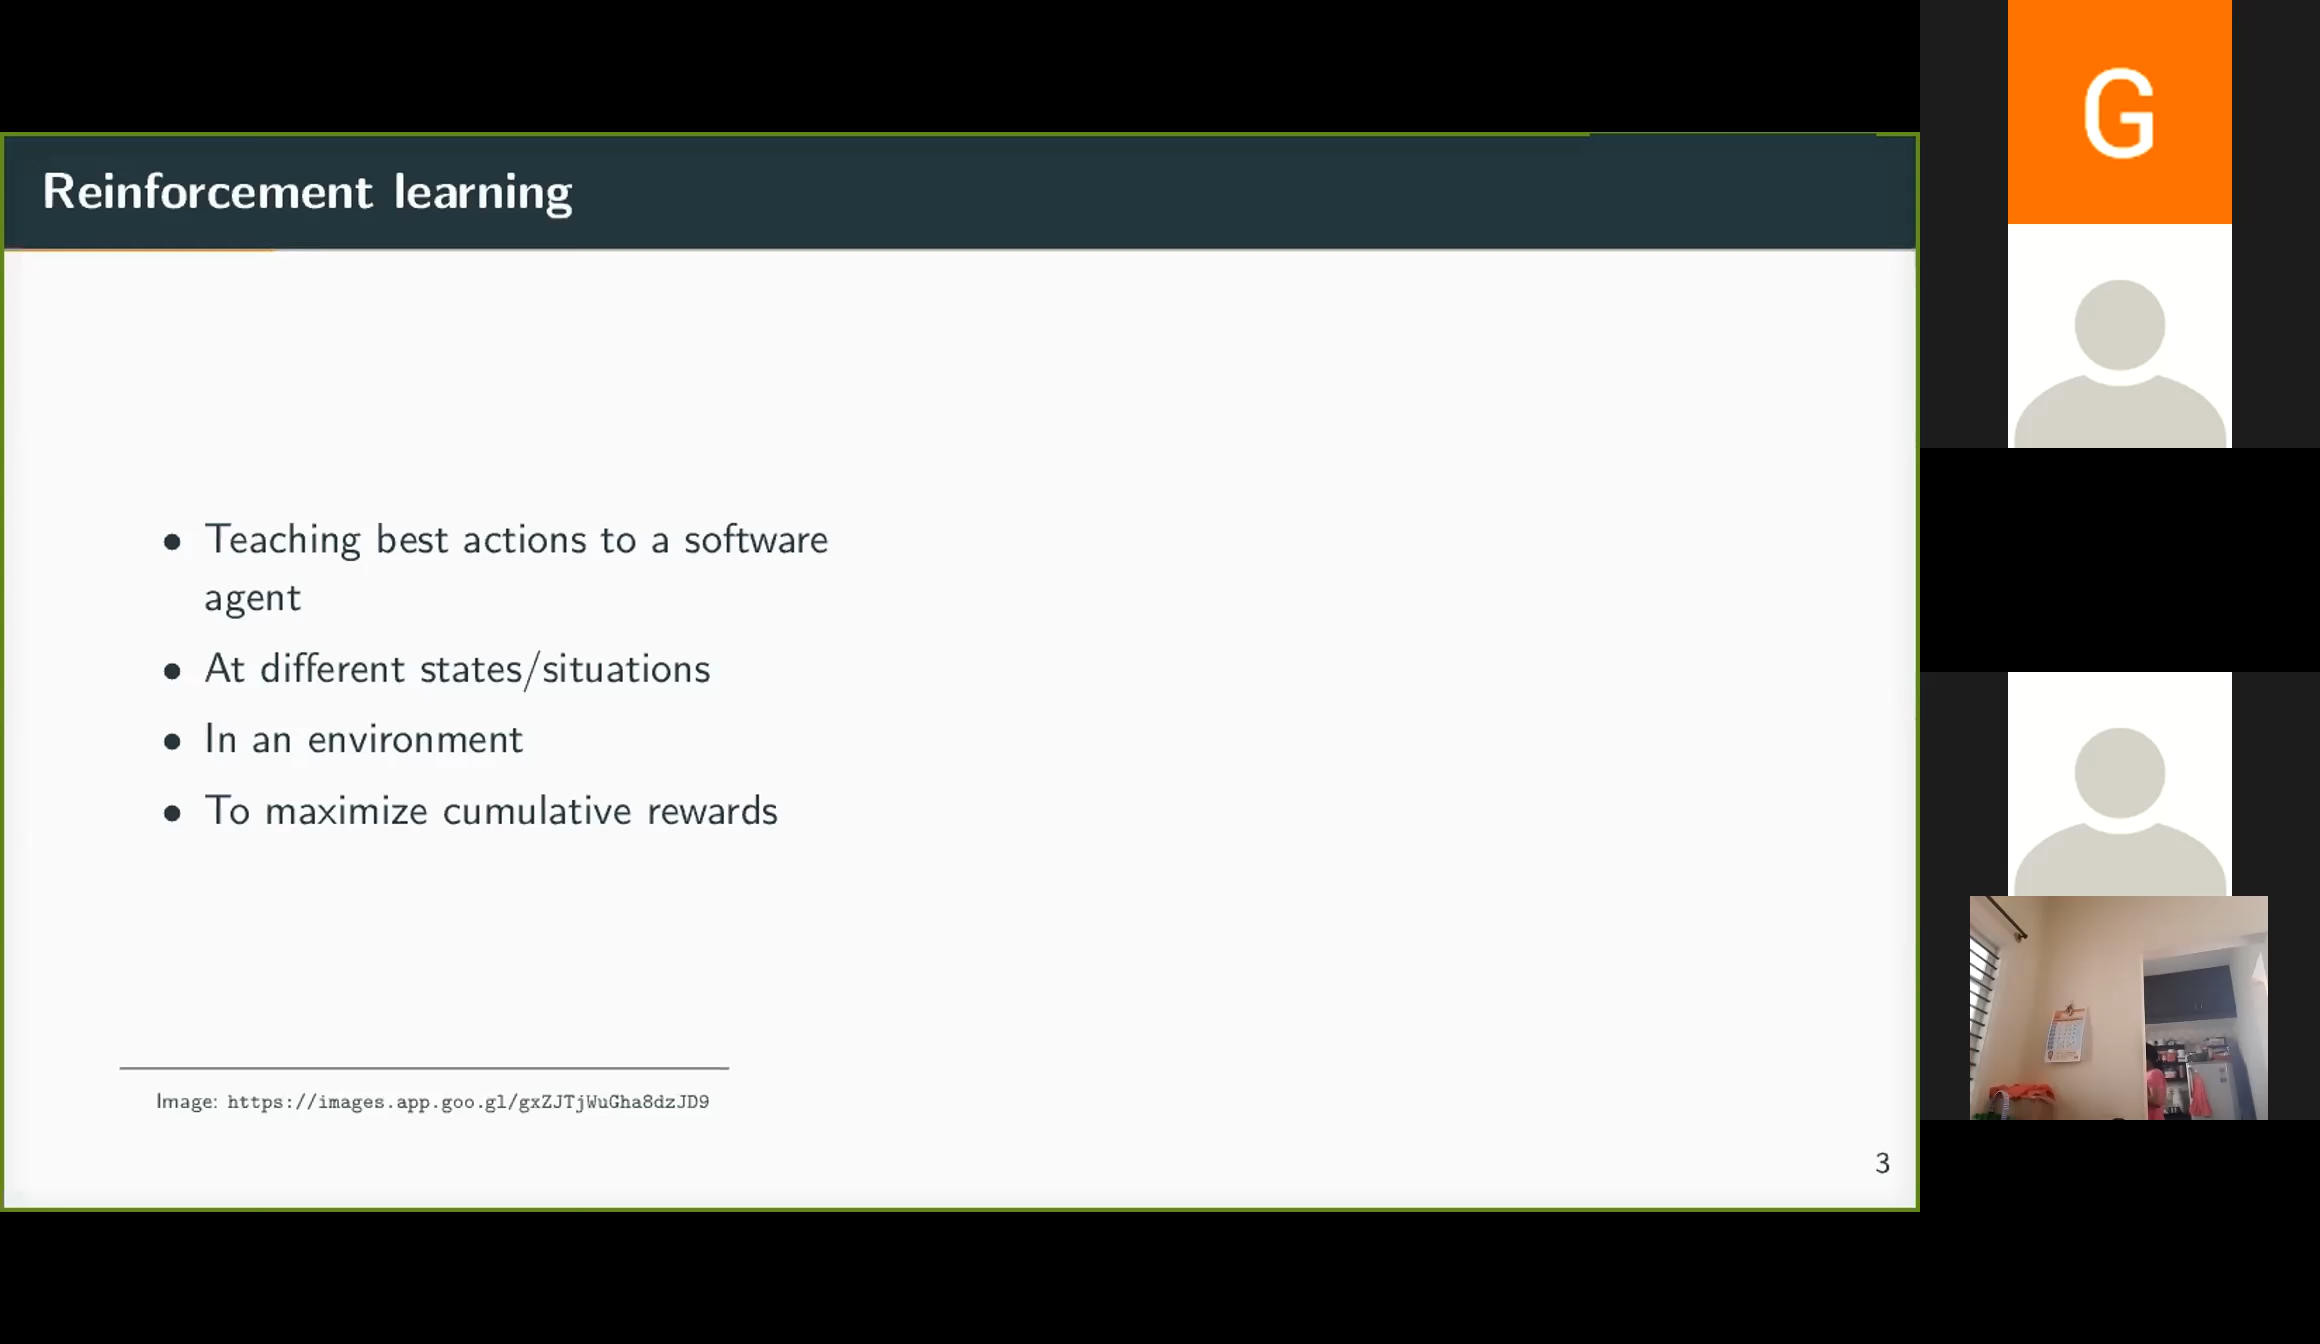 Reinforcement learning
• Teaching best actions to a software
agent
• At different states/situations
• In an environment
• To maximize cumulative rewards
Image: https://images.app.goo.gl/gxZJTjWuGha8dzJD9
3
G